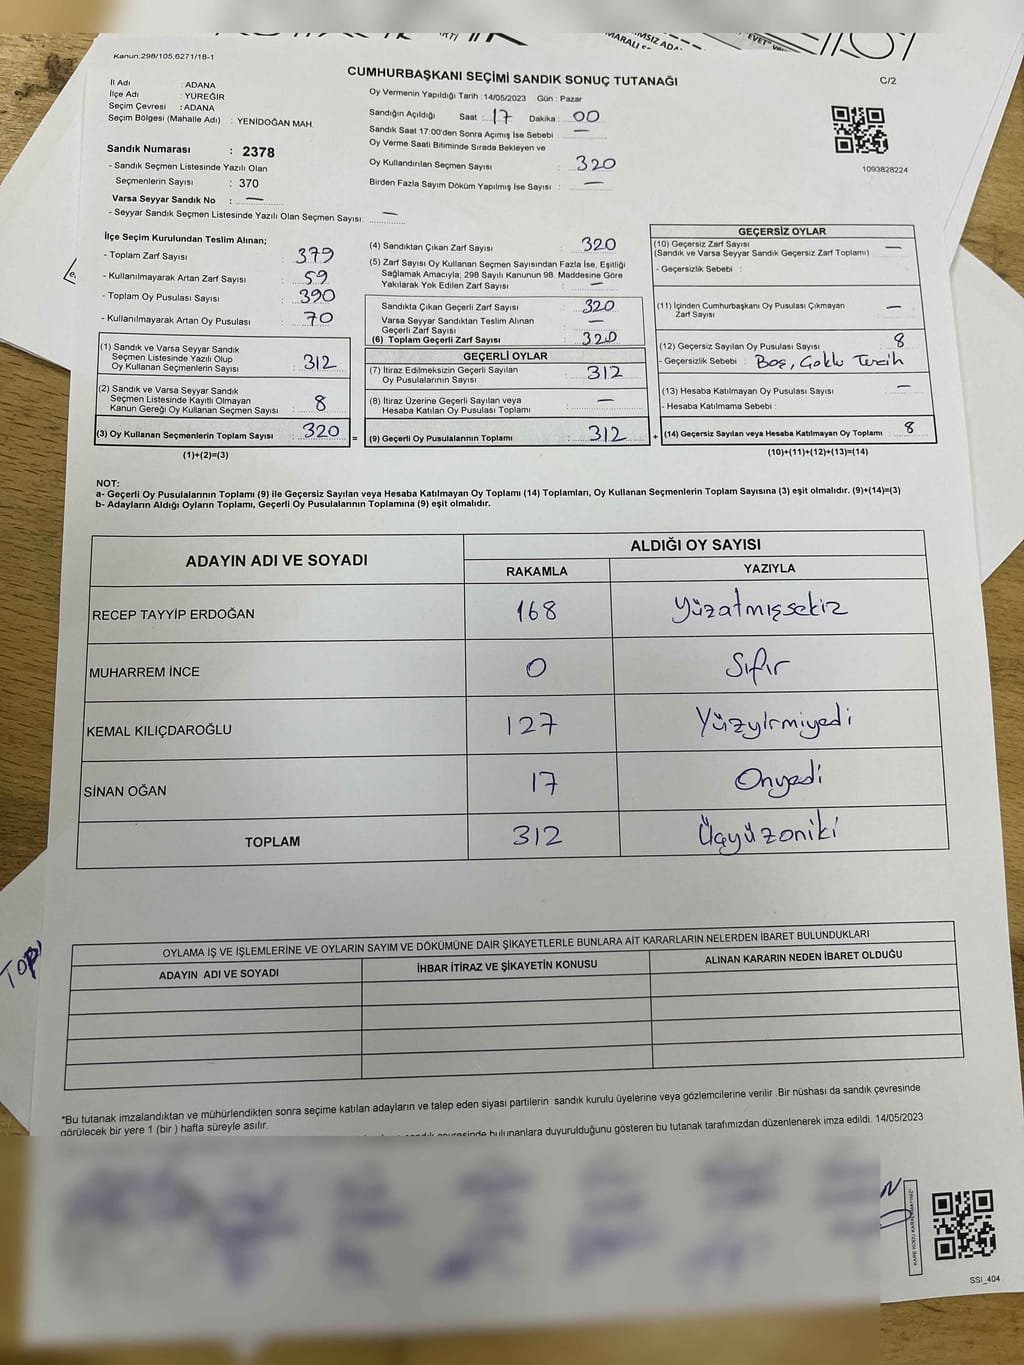 Kanun:298/105,6271/18-1
CUMHURBAŞKANI SEÇİMİ SANDIK SONUÇ TUTANAĞI
C/2
İl Adı : ADANA
İlçe Adı : YÜREĞİR
Seçim Çevresi : ADANA
Seçim Bölgesi (Mahalle Adı) : YENİDOĞAN MAH.
Sandık Numarası : 2378
- Sandık Seçmen Listesinde Yazılı Olan
Seçmenlerin Sayısı : 370
Varsa Seyyar Sandık No : —
- Seyyar Sandık Seçmen Listesinde Yazılı Olan Seçmen Sayısı: —
Oy Vermenin Yapıldığı Tarih : 14/05/2023 Gün : Pazar
Sandığın Açıldığı Saat : 17 Dakika : 00
Sandık Saat 17:00'den Sonra Açımış İse Sebebi : —
Oy Verme Saati Bitiminde Sırada Bekleyen ve
Oy Kullandırılan Seçmen Sayısı : 320
Birden Fazla Sayım Döküm Yapılmış İse Sayısı : —
1093828224
İlçe Seçim Kurulundan Teslim Alınan;
- Toplam Zarf Sayısı : 379
- Kullanılmayarak Artan Zarf Sayısı : 59
- Toplam Oy Pusulası Sayısı : 390
- Kullanılmayarak Artan Oy Pusulası : 70
(1) Sandık ve Varsa Seyyar Sandık
Seçmen Listesinde Yazılı Olup
Oy Kullanan Seçmenlerin Sayısı : 312
(2) Sandık ve Varsa Seyyar Sandık
Seçmen Listesinde Kayıtlı Olmayan
Kanun Gereği Oy Kullanan Seçmen Sayısı : 8
(3) Oy Kullanan Seçmenlerin Toplam Sayısı : 320 =
(1)+(2)=(3)
(4) Sandıktan Çıkan Zarf Sayısı : 320
(5) Zarf Sayısı Oy Kullanan Seçmen Sayısından Fazla İse, Eşitliği
Sağlamak Amacıyla; 298 Sayılı Kanunun 98. Maddesine Göre
Yakılarak Yok Edilen Zarf Sayısı : —
Sandıkta Çıkan Geçerli Zarf Sayısı : 320
Varsa Seyyar Sandıktan Teslim Alınan
Geçerli Zarf Sayısı : —
(6) Toplam Geçerli Zarf Sayısı : 320
GEÇERLİ OYLAR
(7) İtiraz Edilmeksizin Geçerli Sayılan
Oy Pusulalarının Sayısı : 312
(8) İtiraz Üzerine Geçerli Sayılan veya
Hesaba Katılan Oy Pusulası Toplamı : —
(9) Geçerli Oy Pusulalarının Toplamı : 312 +
GEÇERSİZ OYLAR
(10) Geçersiz Zarf Sayısı —
(Sandık ve Varsa Seyyar Sandık Geçersiz Zarf Toplamı)
- Geçersizlik Sebebi :
(11) İçinden Cumhurbaşkanı Oy Pusulası Çıkmayan
Zarf Sayısı : —
(12) Geçersiz Sayılan Oy Pusulası Sayısı : 8
- Geçersizlik Sebebi : Boş, Çoklu Tercih
(13) Hesaba Katılmayan Oy Pusulası Sayısı : —
- Hesaba Katılmama Sebebi :
(14) Geçersiz Sayılan veya Hesaba Katılmayan Oy Toplamı : 8
(10)+(11)+(12)+(13)=(14)
NOT:
a- Geçerli Oy Pusulalarının Toplamı (9) ile Geçersiz Sayılan veya Hesaba Katılmayan Oy Toplamı (14) Toplamları, Oy Kullanan Seçmenlerin Toplam Sayısına (3) eşit olmalıdır. (9)+(14)=(3)
b- Adayların Aldığı Oyların Toplamı, Geçerli Oy Pusulalarının Toplamına (9) eşit olmalıdır.
ADAYIN ADI VE SOYADI
ALDIĞI OY SAYISI
RAKAMLA YAZIYLA
RECEP TAYYİP ERDOĞAN 168 Yüzatmışsekiz
MUHARREM İNCE 0 Sıfır
KEMAL KILIÇDAROĞLU 127 Yüzyirmiyedi
SİNAN OĞAN 17 Onyedi
TOPLAM 312 Üçyüzoniki
OYLAMA İŞ VE İŞLEMLERİNE VE OYLARIN SAYIM VE DÖKÜMÜNE DAİR ŞİKAYETLERLE BUNLARA AİT KARARLARIN NELERDEN İBARET BULUNDUKLARI
ADAYIN ADI VE SOYADI İHBAR İTİRAZ VE ŞİKAYETİN KONUSU ALINAN KARARIN NEDEN İBARET OLDUĞU
*Bu tutanak imzalandıktan ve mühürlendikten sonra seçime katılan adayların ve talep eden siyasi partilerin sandık kurulu üyelerine veya gözlemcilerine verilir .Bir nüshası da sandık çevresinde
görülecek bir yere 1 (bir ) hafta süreyle asılır.
bulunanlara duyurulduğunu gösteren bu tutanak tarafımızdan düzenlenerek imza edildi. 14/05/2023
SSI_404
TOP